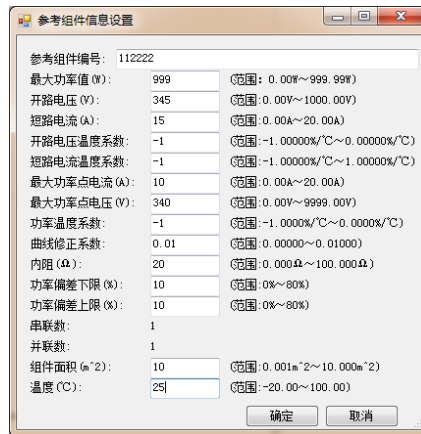 参考组件信息设置
参考组件编号: 112222
最大功率值(W): 999 (范围: 0.00W~999.99W)
开路电压(V): 345 (范围:0.00V~1000.00V)
短路电流(A): 15 (范围:0.00A~20.00A)
开路电压温度系数: -1 (范围:-1.00000%/℃~0.00000%/℃)
短路电流温度系数: -1 (范围:-1.00000%/℃~1.00000%/℃)
最大功率点电流(A): 10 (范围:0.00A~20.00A)
最大功率点电压(V): 340 (范围:0.00V~9999.00V)
功率温度系数: -1 (范围:-1.0000%/℃~0.0000%/℃)
曲线修正系数: 0.01 (范围:0.00000~0.01000)
内阻(Ω): 20 (范围:0.000Ω~100.000Ω)
功率偏差下限(%): 10 (范围:0%~80%)
功率偏差上限(%): 10 (范围:0%~80%)
串联数: 1
并联数: 1
组件面积(m^2): 10 (范围:0.001m^2~10.000m^2)
温度(℃): 25 (范围:-20.00~100.00)
确定 取消